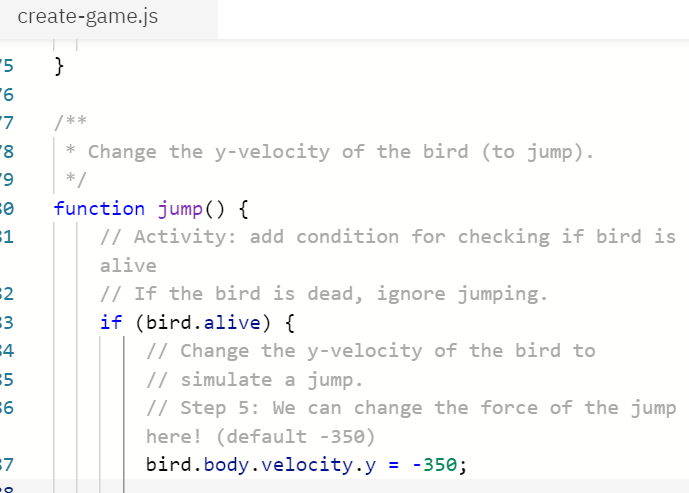 create-game.js
75 }
76
77 /**
78 * Change the y-velocity of the bird (to jump).
79 */
80 function jump() {
81 // Activity: add condition for checking if bird is
alive
82 // If the bird is dead, ignore jumping.
83 if (bird.alive) {
84 // Change the y-velocity of the bird to
85 // simulate a jump.
86 // Step 5: We can change the force of the jump
here! (default -350)
87 bird.body.velocity.y = -350;
88